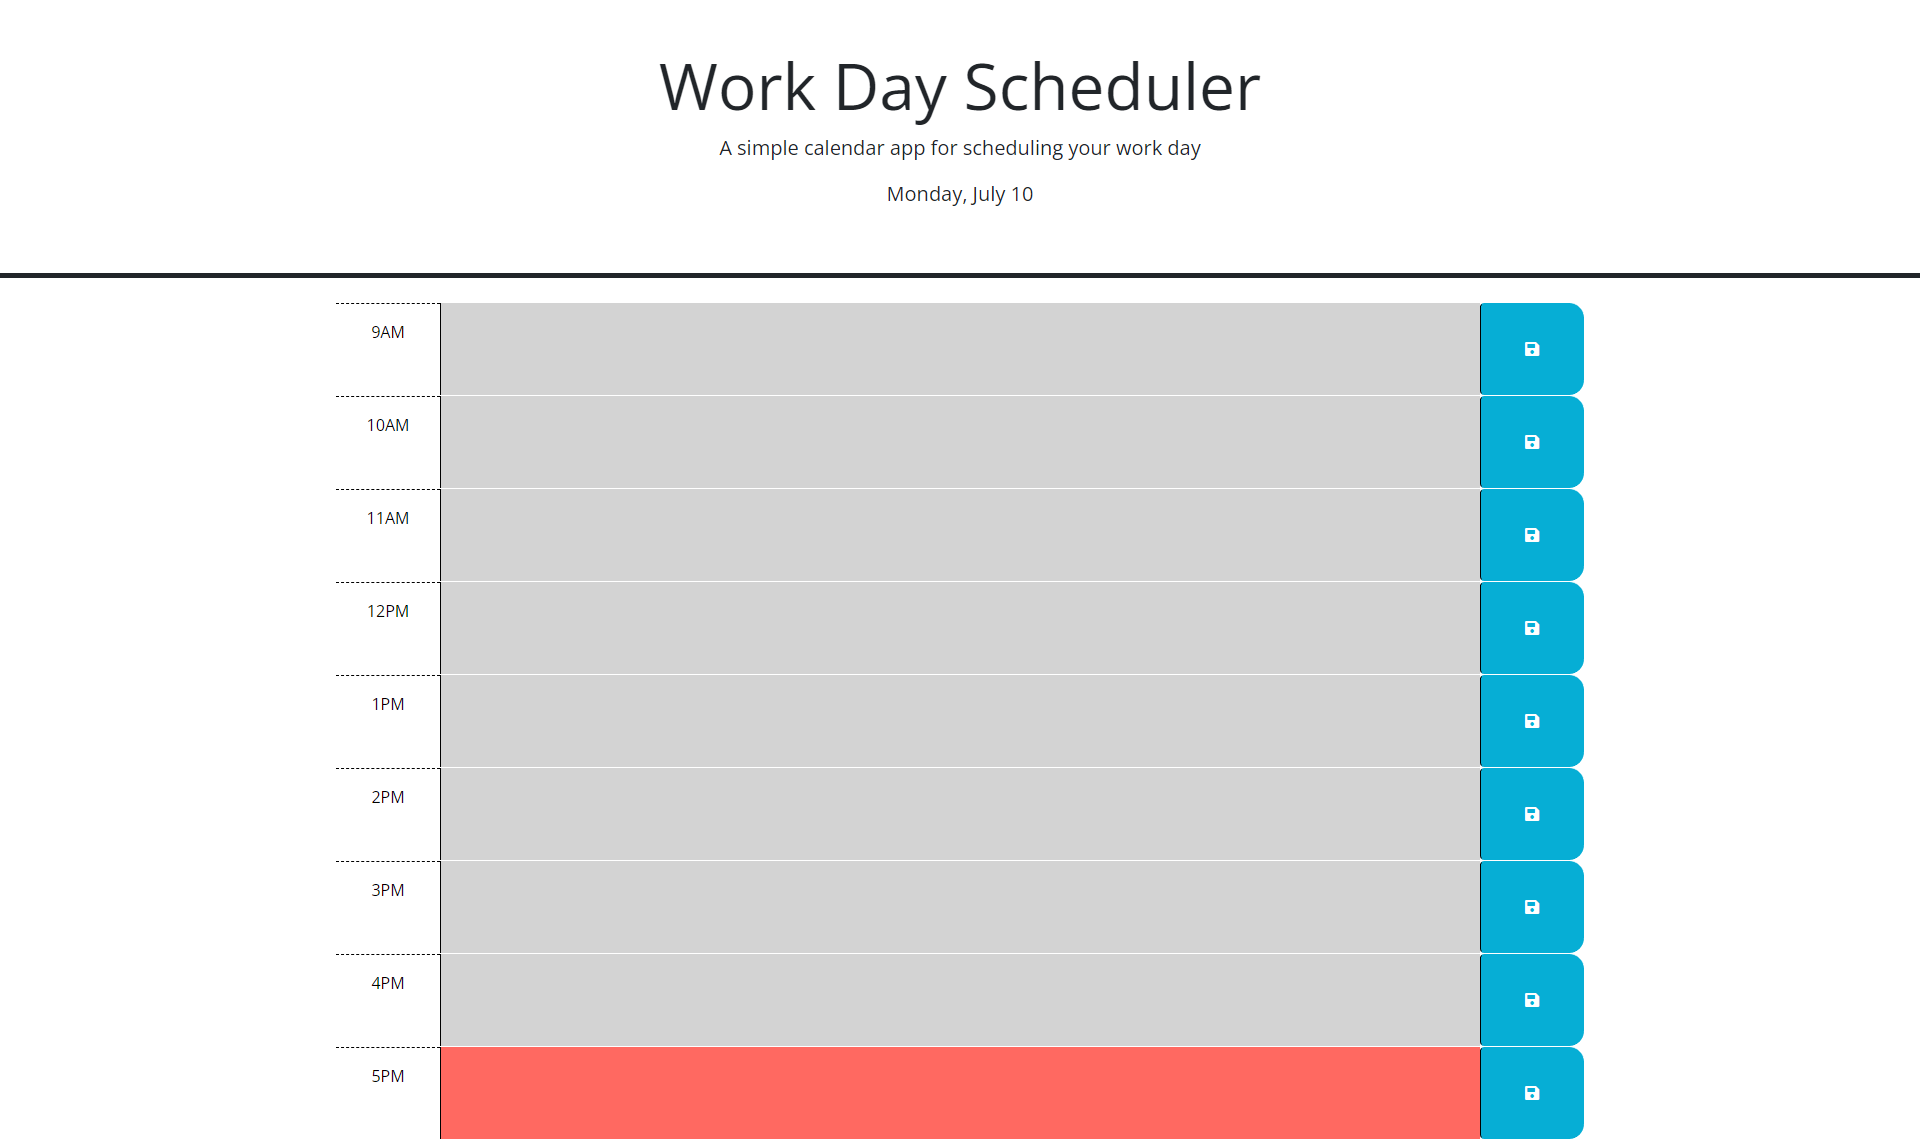 Work Day Scheduler
A simple calendar app for scheduling your work day
Monday, July 10
9AM
10AM
11AM
12PM
1PM
2PM
3PM
4PM
5PM